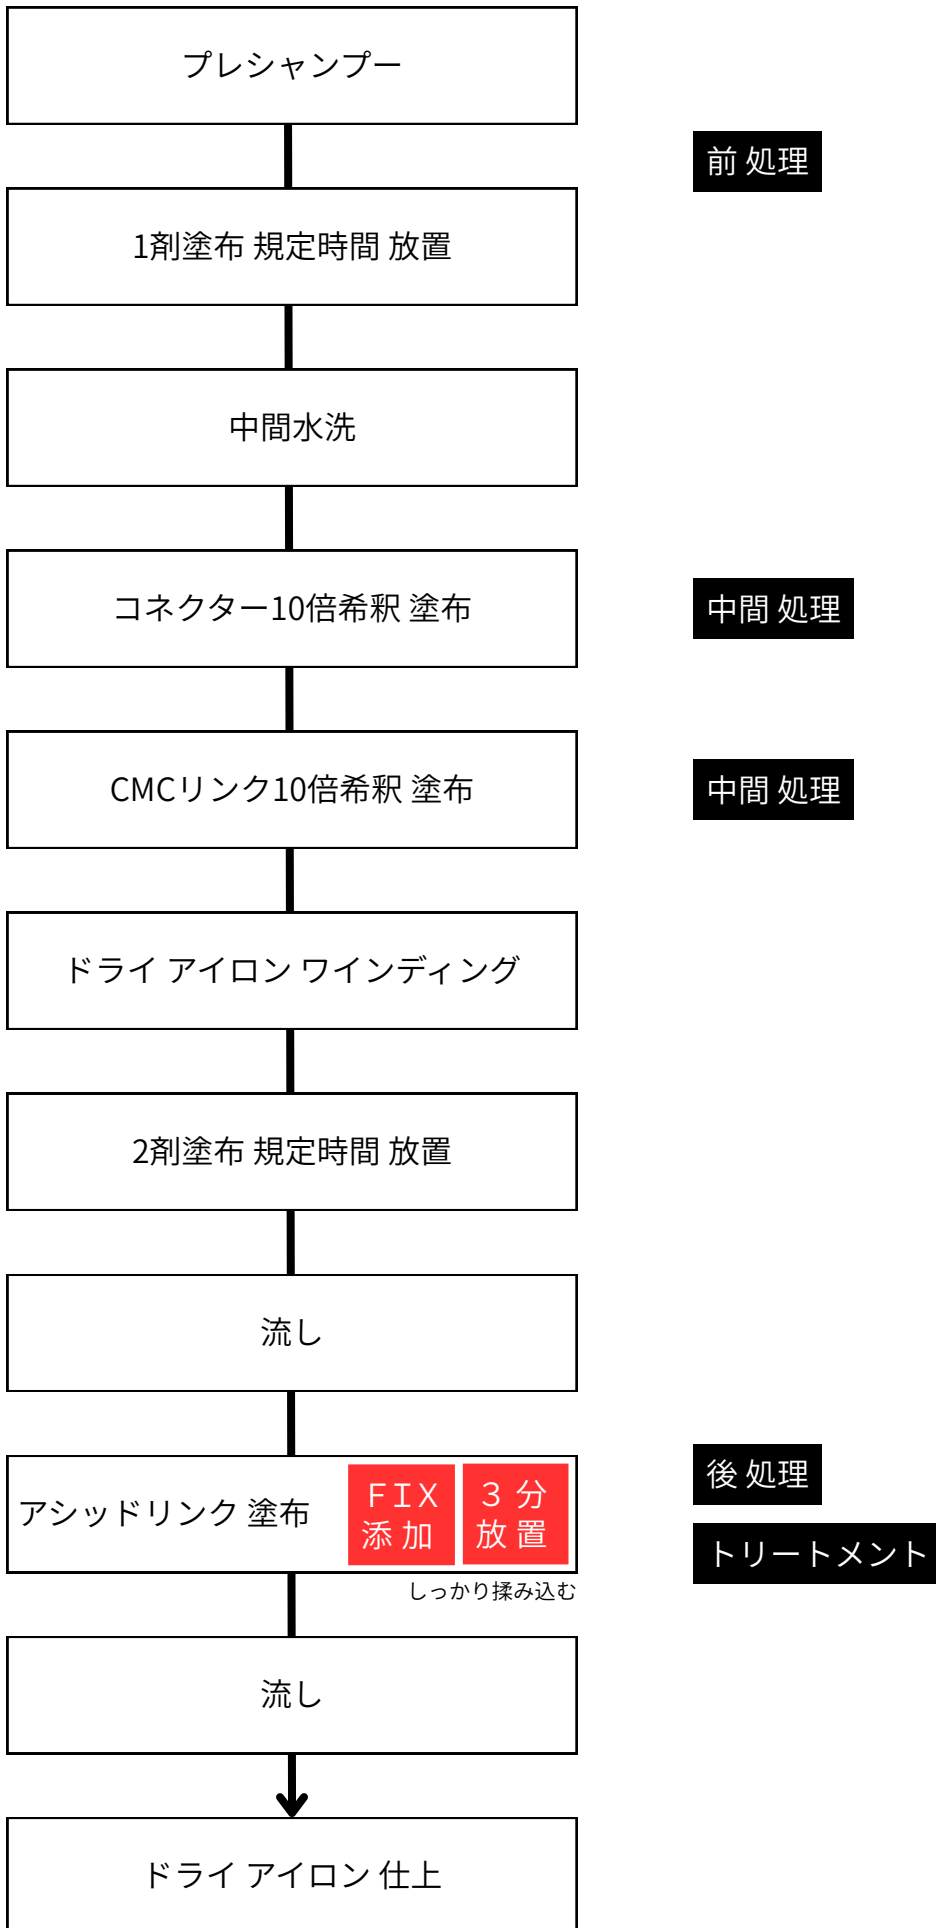 プレシャンプー
前 処理
1剤塗布 規定時間 放置
中間水洗
コネクター10倍希釈 塗布
中間 処理
CMCリンク10倍希釈 塗布
中間 処理
ドライ アイロン ワインディング
2剤塗布 規定時間 放置
流し
アシッドリンク 塗布
ＦＩＸ
添 加
３ 分
放 置
後 処理
トリートメント
しっかり揉み込む
流し
ドライ アイロン 仕上